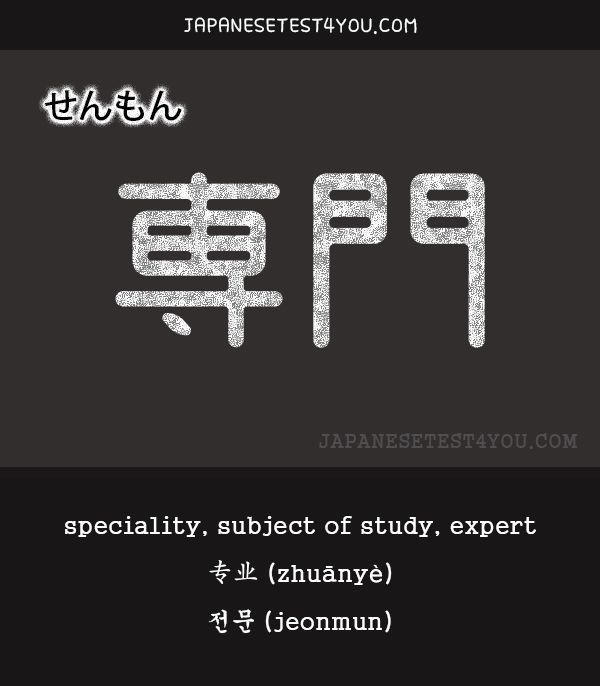 JAPANESETEST4YOU.COM
せんもん
専門
JAPANESETEST4YOU.COM
speciality, subject of study, expert
专业 (zhuānyè)
전문 (jeonmun)